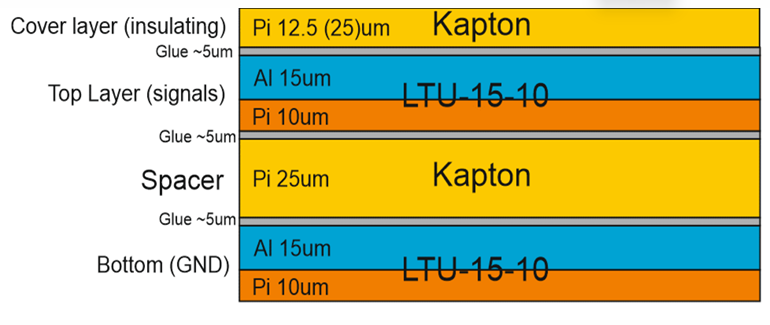 Cover layer (insulating) Pi 12.5 (25)um Kapton
Glue ~5um
Al 15um
Top Layer (signals) LTU-15-10
Pi 10um
Glue ~5um
Spacer Pi 25um Kapton
Glue ~5um
Al 15um
Bottom (GND) LTU-15-10
Pi 10um